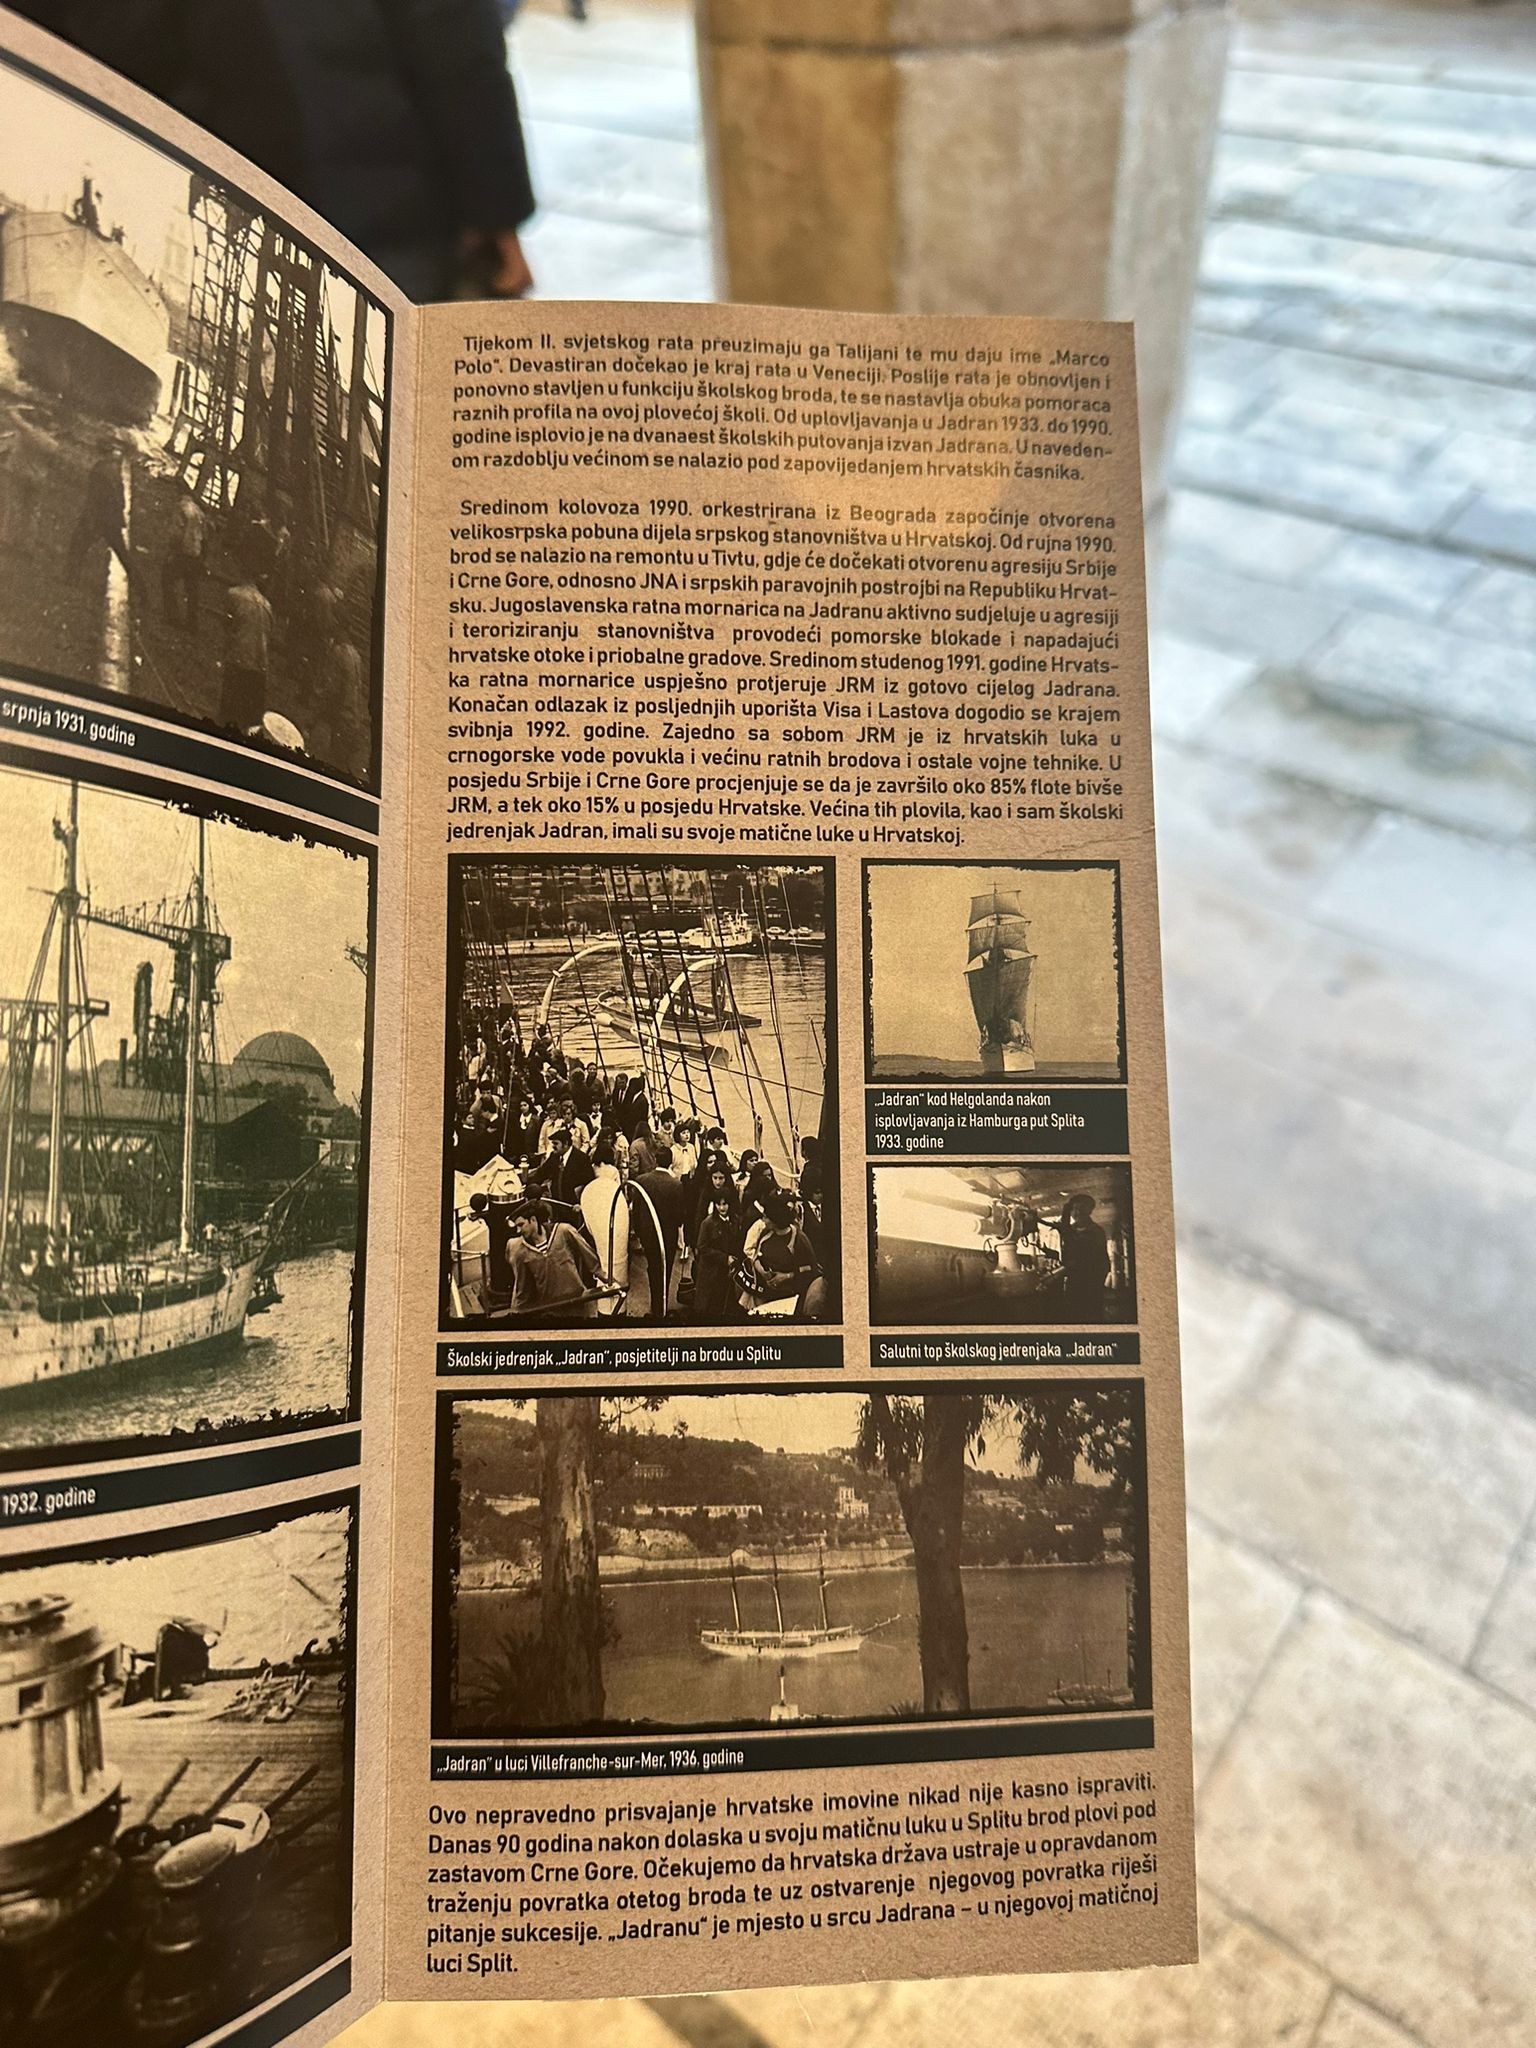 srpnja 1931. godine
1932. godine
Tijekom II. svjetskog rata preuzimaju ga Talijani te mu daju ime „Marco
Polo“. Devastiran dočekao je kraj rata u Veneciji. Poslije rata je obnovljen i
ponovno stavljen u funkciju školskog broda, te se nastavlja obuka pomoraca
raznih profila na ovoj plovećoj školi. Od uplovljavanja u Jadran 1933. do 1990.
godine isplovio je na dvanaest školskih putovanja izvan Jadrana. U naveden-
om razdoblju većinom se nalazio pod zapovijedanjem hrvatskih časnika.
Sredinom kolovoza 1990. orkestrirana iz Beograda započinje otvorena
velikosrpska pobuna dijela srpskog stanovništva u Hrvatskoj. Od rujna 1990.
brod se nalazio na remontu u Tivtu, gdje će dočekati otvorenu agresiju Srbije
i Crne Gore, odnosno JNA i srpskih paravojnih postrojbi na Republiku Hrvat-
sku. Jugoslavenska ratna mornarica na Jadranu aktivno sudjeluje u agresiji
i teroriziranju stanovništva provodeći pomorske blokade i napadajući
hrvatske otoke i priobalne gradove. Sredinom studenog 1991. godine Hrvats-
ka ratna mornarice uspješno protjeruje JRM iz gotovo cijelog Jadrana.
Konačan odlazak iz posljednjih uporišta Visa i Lastova dogodio se krajem
svibnja 1992. godine. Zajedno sa sobom JRM je iz hrvatskih luka u
crnogorske vode povukla i većinu ratnih brodova i ostale vojne tehnike. U
posjedu Srbije i Crne Gore procjenjuje se da je završilo oko 85% flote bivše
JRM, a tek oko 15% u posjedu Hrvatske. Većina tih plovila, kao i sam školski
jedrenjak Jadran, imali su svoje matične luke u Hrvatskoj.
„Jadran“ kod Helgolanda nakon
isplovljavanja iz Hamburga put Splita
1933. godine
Školski jedrenjak „Jadran“, posjetitelji na brodu u Splitu
Salutni top školskog jedrenjaka „Jadran“
„Jadran“ u luci Villefranche-sur-Mer, 1936. godine
Ovo nepravedno prisvajanje hrvatske imovine nikad nije kasno ispraviti.
Danas 90 godina nakon dolaska u svoju matičnu luku u Splitu brod plovi pod
zastavom Crne Gore. Očekujemo da hrvatska država ustraje u opravdanom
traženju povratka otetog broda te uz ostvarenje njegovog povratka riješi
pitanje sukcesije. „Jadranu“ je mjesto u srcu Jadrana – u njegovoj matičnoj
luci Split.